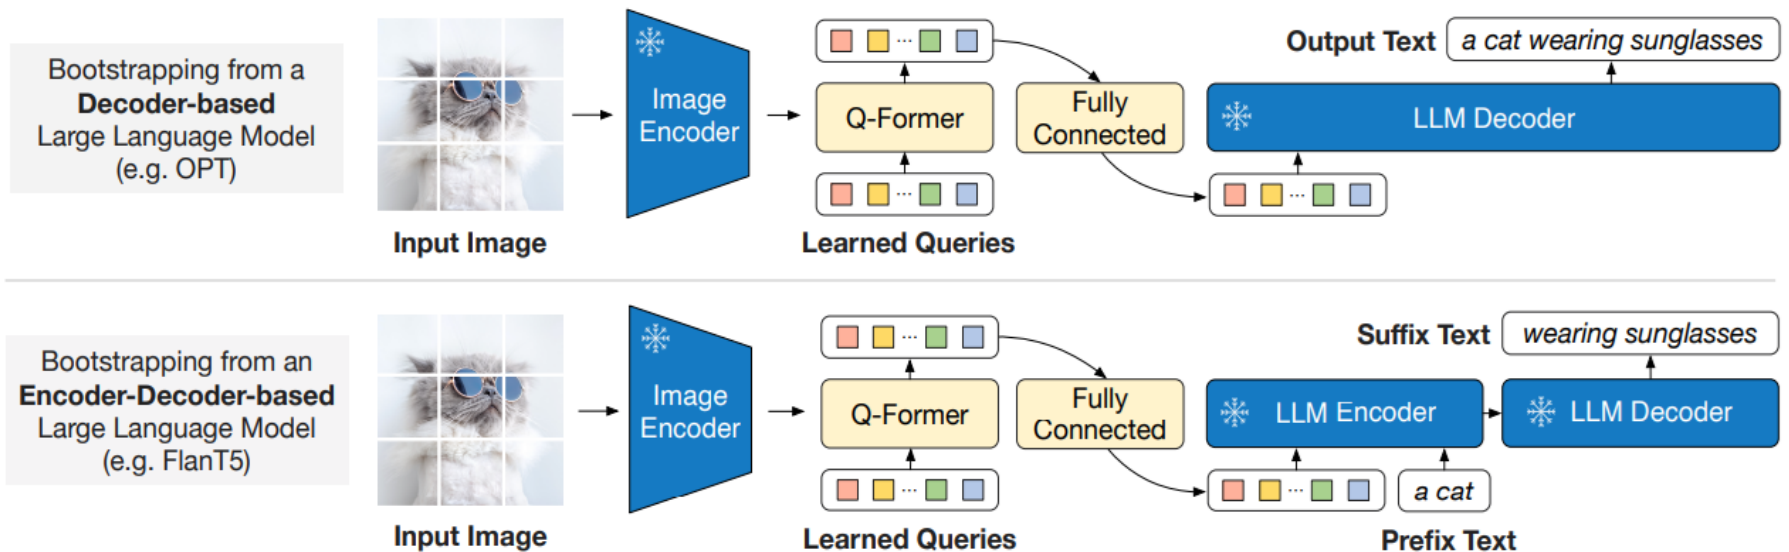 Bootstrapping from a
Decoder-based
Large Language Model
(e.g. OPT)
Input Image
Image
Encoder
Q-Former
...
...
Learned Queries
Fully
Connected
Output Text
a cat wearing sunglasses
LLM Decoder
...
Bootstrapping from an
Encoder-Decoder-based
Large Language Model
(e.g. FlanT5)
Input Image
Image
Encoder
Q-Former
...
...
Learned Queries
Fully
Connected
Suffix Text
wearing sunglasses
LLM Encoder
LLM Decoder
...
a cat
Prefix Text